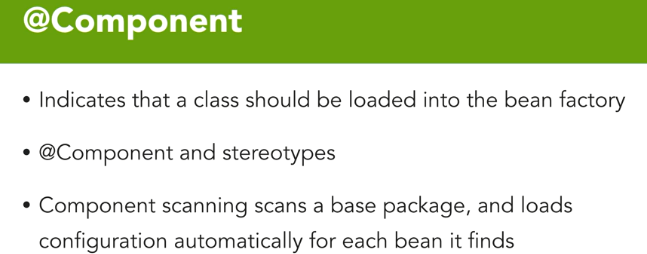 @Component
• Indicates that a class should be loaded into the bean factory
• @Component and stereotypes
• Component scanning scans a base package, and loads
configuration automatically for each bean it finds